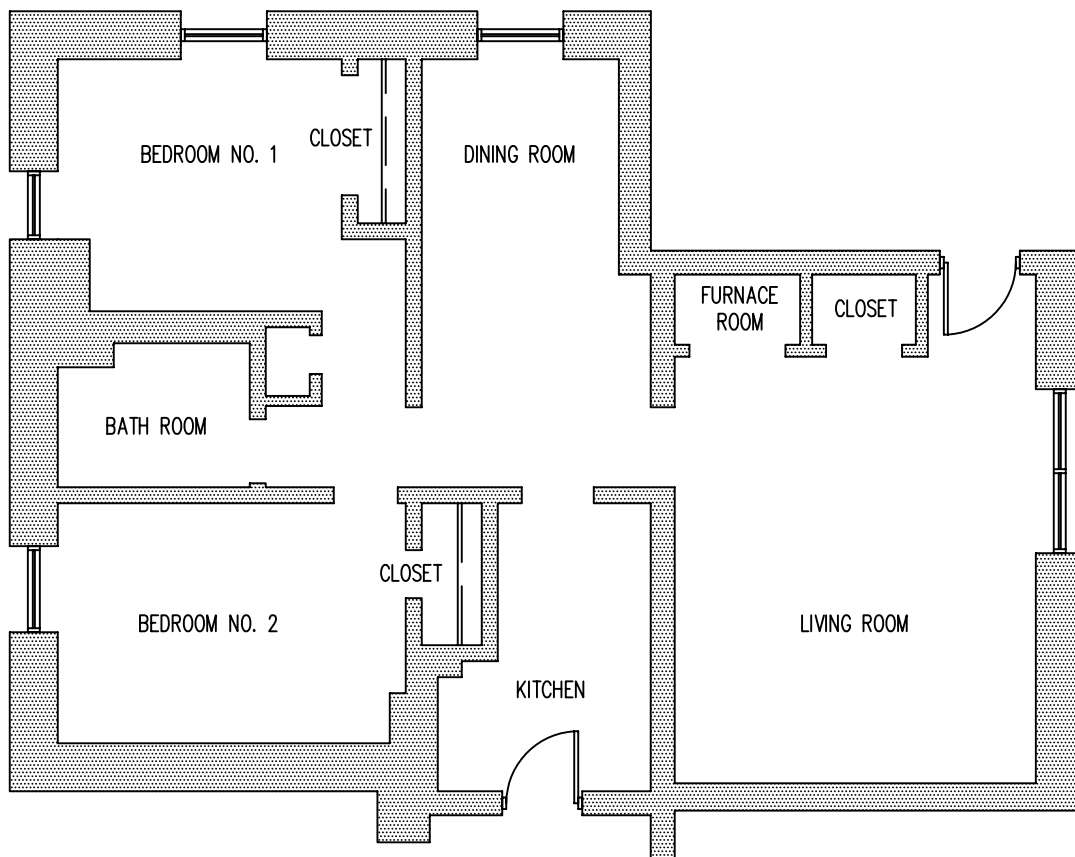 CLOSET
BEDROOM NO. 1
DINING ROOM
FURNACE
ROOM
CLOSET
BATH ROOM
CLOSET
BEDROOM NO. 2
LIVING ROOM
KITCHEN